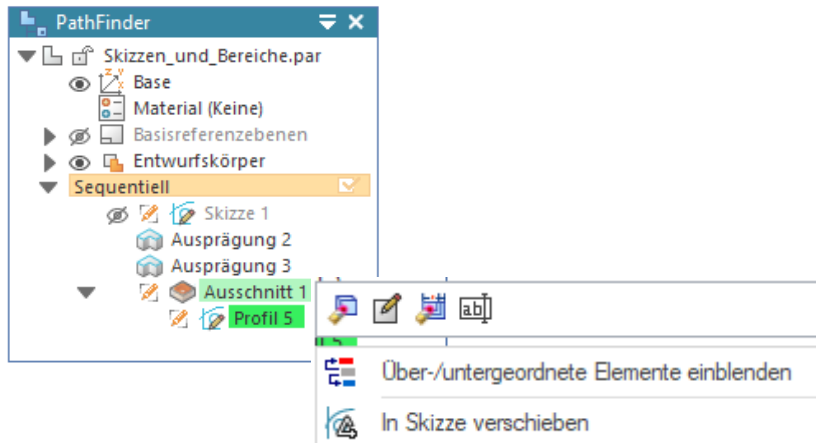 PathFinder
Skizzen_und_Bereiche.par
Base
Material (Keine)
Basisreferenzebenen
Entwurfskörper
Sequentiell
Skizze 1
Ausprägung 2
Ausprägung 3
Ausschnitt 1
Profil 5
Über-/untergeordnete Elemente einblenden
In Skizze verschieben